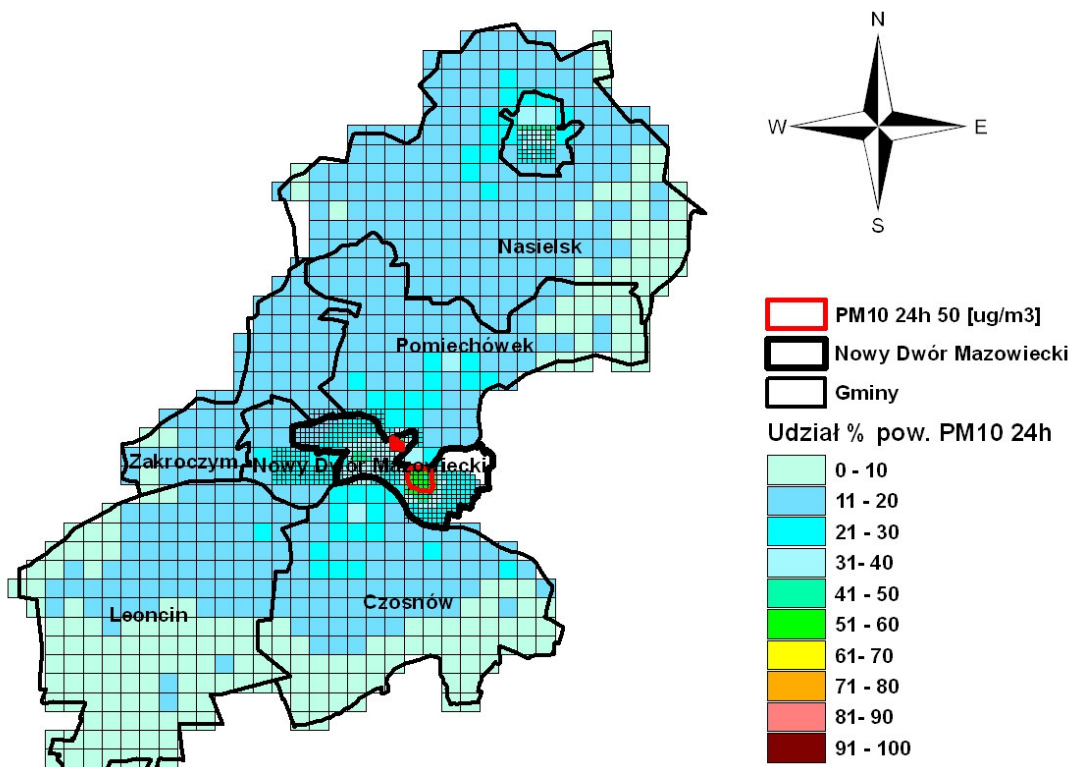 N
W
E
S
Nasielsk
Pomiechówek
Zakroczym
Nowy Dwór Mazowiecki
Leoncin
Czosnów
PM10 24h 50 [ug/m3]
Nowy Dwór Mazowiecki
Gminy
Udział % pow. PM10 24h
0 - 10
11 - 20
21 - 30
31- 40
41 - 50
51 - 60
61- 70
71 - 80
81- 90
91 - 100